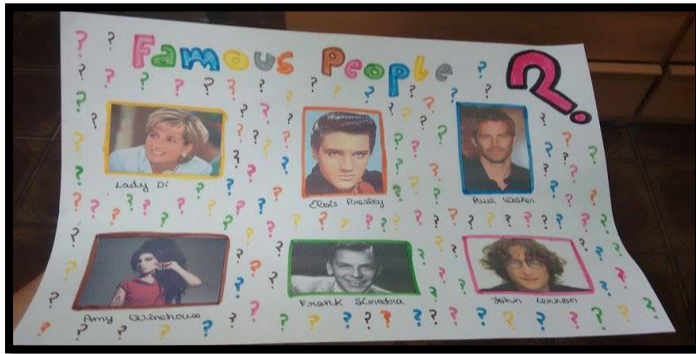 Famous People ?
Lady Di
Elvis Presley
Paul Walker
Amy Winehouse
Frank Sinatra
John Lennon